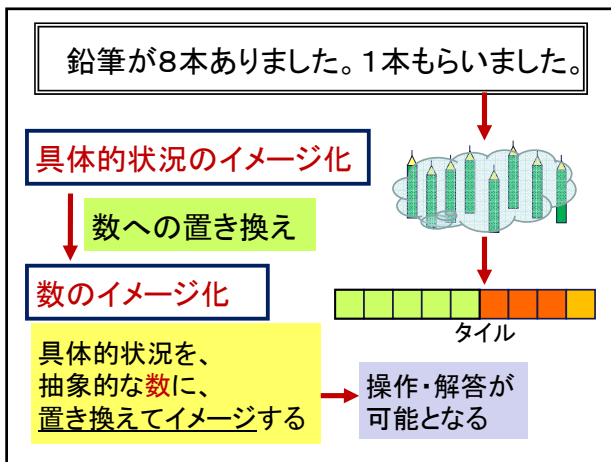 鉛筆が8本ありました。1本もらいました。
具体的状況のイメージ化
数への置き換え
数のイメージ化
タイル
具体的状況を、
抽象的な数に、
置き換えてイメージする
操作・解答が
可能となる